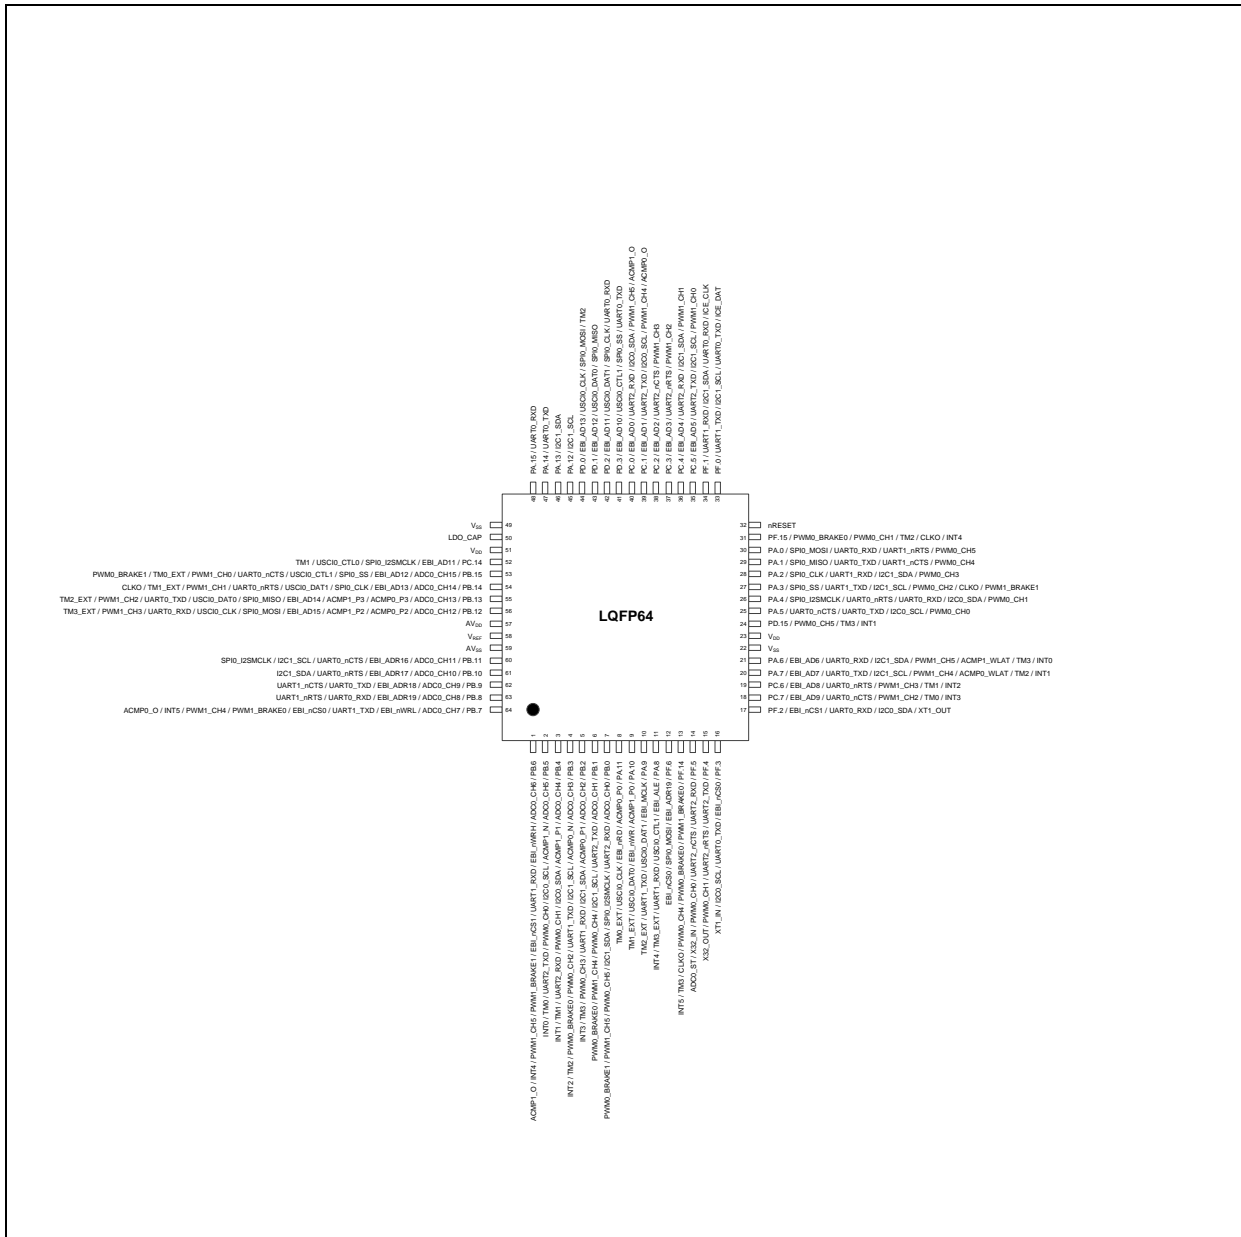 PA.15 / UART0_RXD
PA.14 / UART0_TXD
PA.13 / I2C1_SDA
PA.12 / I2C1_SCL
PD.0 / EBI_AD13 / USCI0_CLK / SPI0_MOSI / TM2
PD.1 / EBI_AD12 / USCI0_DAT0 / SPI0_MISO
PD.2 / EBI_AD11 / USCI0_DAT1 / SPI0_CLK / UART0_RXD
PD.3 / EBI_AD10 / USCI0_CTL1 / SPI0_SS / UART0_TXD
PC.0 / EBI_AD0 / UART2_RXD / I2C0_SDA / PWM1_CH5 / ACMP1_O
PC.1 / EBI_AD1 / UART2_TXD / I2C0_SCL / PWM1_CH4 / ACMP0_O
PC.2 / EBI_AD2 / UART2_nCTS / PWM1_CH3
PC.3 / EBI_AD3 / UART2_nRTS / PWM1_CH2
PC.4 / EBI_AD4 / UART2_RXD / I2C1_SDA / PWM1_CH1
PC.5 / EBI_AD5 / UART2_TXD / I2C1_SCL / PWM1_CH0
PF.1 / UART1_RXD / I2C1_SDA / UART0_RXD / ICE_CLK
PF.0 / UART1_TXD / I2C1_SCL / UART0_TXD / ICE_DAT
48 47 46 45 44 43 42 41 40 39 38 37 36 35 34 33
VSS 49
LDO_CAP 50
VDD 51
TM1 / USCI0_CTL0 / SPI0_I2SMCLK / EBI_AD11 / PC.14 52
PWM0_BRAKE1 / TM0_EXT / PWM1_CH0 / UART0_nCTS / USCI0_CTL1 / SPI0_SS / EBI_AD12 / ADC0_CH15 / PB.15 53
CLKO / TM1_EXT / PWM1_CH1 / UART0_nRTS / USCI0_DAT1 / SPI0_CLK / EBI_AD13 / ADC0_CH14 / PB.14 54
TM2_EXT / PWM1_CH2 / UART0_TXD / USCI0_DAT0 / SPI0_MISO / EBI_AD14 / ACMP1_P3 / ACMP0_P3 / ADC0_CH13 / PB.13 55
TM3_EXT / PWM1_CH3 / UART0_RXD / USCI0_CLK / SPI0_MOSI / EBI_AD15 / ACMP1_P2 / ACMP0_P2 / ADC0_CH12 / PB.12 56
AVDD 57
VREF 58
AVSS 59
SPI0_I2SMCLK / I2C1_SCL / UART0_nCTS / EBI_ADR16 / ADC0_CH11 / PB.11 60
I2C1_SDA / UART0_nRTS / EBI_ADR17 / ADC0_CH10 / PB.10 61
UART1_nCTS / UART0_TXD / EBI_ADR18 / ADC0_CH9 / PB.9 62
UART1_nRTS / UART0_RXD / EBI_ADR19 / ADC0_CH8 / PB.8 63
ACMP0_O / INT5 / PWM1_CH4 / PWM1_BRAKE0 / EBI_nCS0 / UART1_TXD / EBI_nWRL / ADC0_CH7 / PB.7 64
LQFP64
32 nRESET
31 PF.15 / PWM0_BRAKE0 / PWM0_CH1 / TM2 / CLKO / INT4
30 PA.0 / SPI0_MOSI / UART0_RXD / UART1_nRTS / PWM0_CH5
29 PA.1 / SPI0_MISO / UART0_TXD / UART1_nCTS / PWM0_CH4
28 PA.2 / SPI0_CLK / UART1_RXD / I2C1_SDA / PWM0_CH3
27 PA.3 / SPI0_SS / UART1_TXD / I2C1_SCL / PWM0_CH2 / CLKO / PWM1_BRAKE1
26 PA.4 / SPI0_I2SMCLK / UART0_nRTS / UART0_RXD / I2C0_SDA / PWM0_CH1
25 PA.5 / UART0_nCTS / UART0_TXD / I2C0_SCL / PWM0_CH0
24 PD.15 / PWM0_CH5 / TM3 / INT1
23 VDD
22 VSS
21 PA.6 / EBI_AD6 / UART0_RXD / I2C1_SDA / PWM1_CH5 / ACMP1_WLAT / TM3 / INT0
20 PA.7 / EBI_AD7 / UART0_TXD / I2C1_SCL / PWM1_CH4 / ACMP0_WLAT / TM2 / INT1
19 PC.6 / EBI_AD8 / UART0_nRTS / PWM1_CH3 / TM1 / INT2
18 PC.7 / EBI_AD9 / UART0_nCTS / PWM1_CH2 / TM0 / INT3
17 PF.2 / EBI_nCS1 / UART0_RXD / I2C0_SDA / XT1_OUT
1 2 3 4 5 6 7 8 9 10 11 12 13 14 15 16
ACMP1_O / INT4 / PWM1_CH5 / PWM1_BRAKE1 / EBI_nCS1 / UART1_RXD / EBI_nWRH / ADC0_CH6 / PB.6
INT0 / TM0 / UART2_TXD / PWM0_CH0 / I2C0_SCL / ACMP1_N / ADC0_CH5 / PB.5
INT1 / TM1 / UART2_RXD / PWM0_CH1 / I2C0_SDA / ACMP1_P1 / ADC0_CH4 / PB.4
INT2 / TM2 / PWM0_BRAKE0 / PWM0_CH2 / UART1_TXD / I2C1_SCL / ACMP0_N / ADC0_CH3 / PB.3
INT3 / TM3 / PWM0_CH3 / UART1_RXD / I2C1_SDA / ACMP0_P1 / ADC0_CH2 / PB.2
PWM0_BRAKE0 / PWM1_CH4 / PWM0_CH4 / I2C1_SCL / UART2_TXD / ADC0_CH1 / PB.1
PWM0_BRAKE1 / PWM1_CH5 / PWM0_CH5 / I2C1_SDA / SPI0_I2SMCLK / UART2_RXD / ADC0_CH0 / PB.0
TM0_EXT / USCI0_CLK / EBI_nRD / ACMP0_P0 / PA.11
TM1_EXT / USCI0_DAT0 / EBI_nWR / ACMP1_P0 / PA.10
TM2_EXT / UART1_TXD / USCI0_DAT1 / EBI_MCLK / PA.9
INT4 / TM3_EXT / UART1_RXD / USCI0_CTL1 / EBI_ALE / PA.8
EBI_nCS0 / SPI0_MOSI / EBI_ADR19 / PF.6
INT5 / TM3 / CLKO / PWM0_CH4 / PWM0_BRAKE0 / PWM1_BRAKE0 / PF.14
ADC0_ST / X32_IN / PWM0_CH0 / UART2_nCTS / UART2_RXD / PF.5
X32_OUT / PWM0_CH1 / UART2_nRTS / UART2_TXD / PF.4
XT1_IN / I2C0_SCL / UART0_TXD / EBI_nCS0 / PF.3